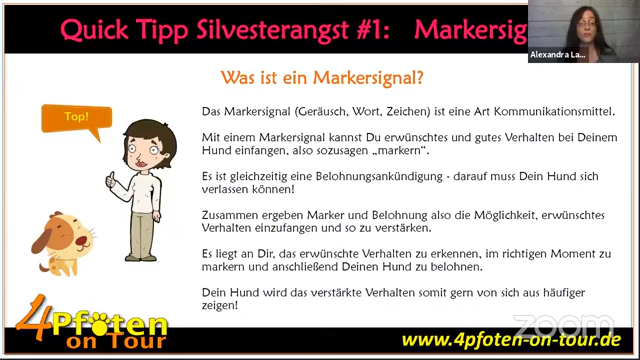 Quick Tipp Silvesterangst #1: Markersig
Alexandra La...
Was ist ein Markersignal?
Top!
Das Markersignal (Geräusch, Wort, Zeichen) ist eine Art Kommunikationsmittel.
Mit einem Markersignal kannst Du erwünschtes und gutes Verhalten bei Deinem
Hund einfangen, also sozusagen „markern“.
Es ist gleichzeitig eine Belohnungsankündigung - darauf muss Dein Hund sich
verlassen können!
Zusammen ergeben Marker und Belohnung also die Möglichkeit, erwünschtes
Verhalten einzufangen und so zu verstärken.
Es liegt an Dir, das erwünschte Verhalten zu erkennen, im richtigen Moment zu
markern und anschließend Deinen Hund zu belohnen.
Dein Hund wird das verstärkte Verhalten somit gern von sich aus häufiger
zeigen!
4Pfoten
on Tour
www.4pfoten-on-tour.de
zoom